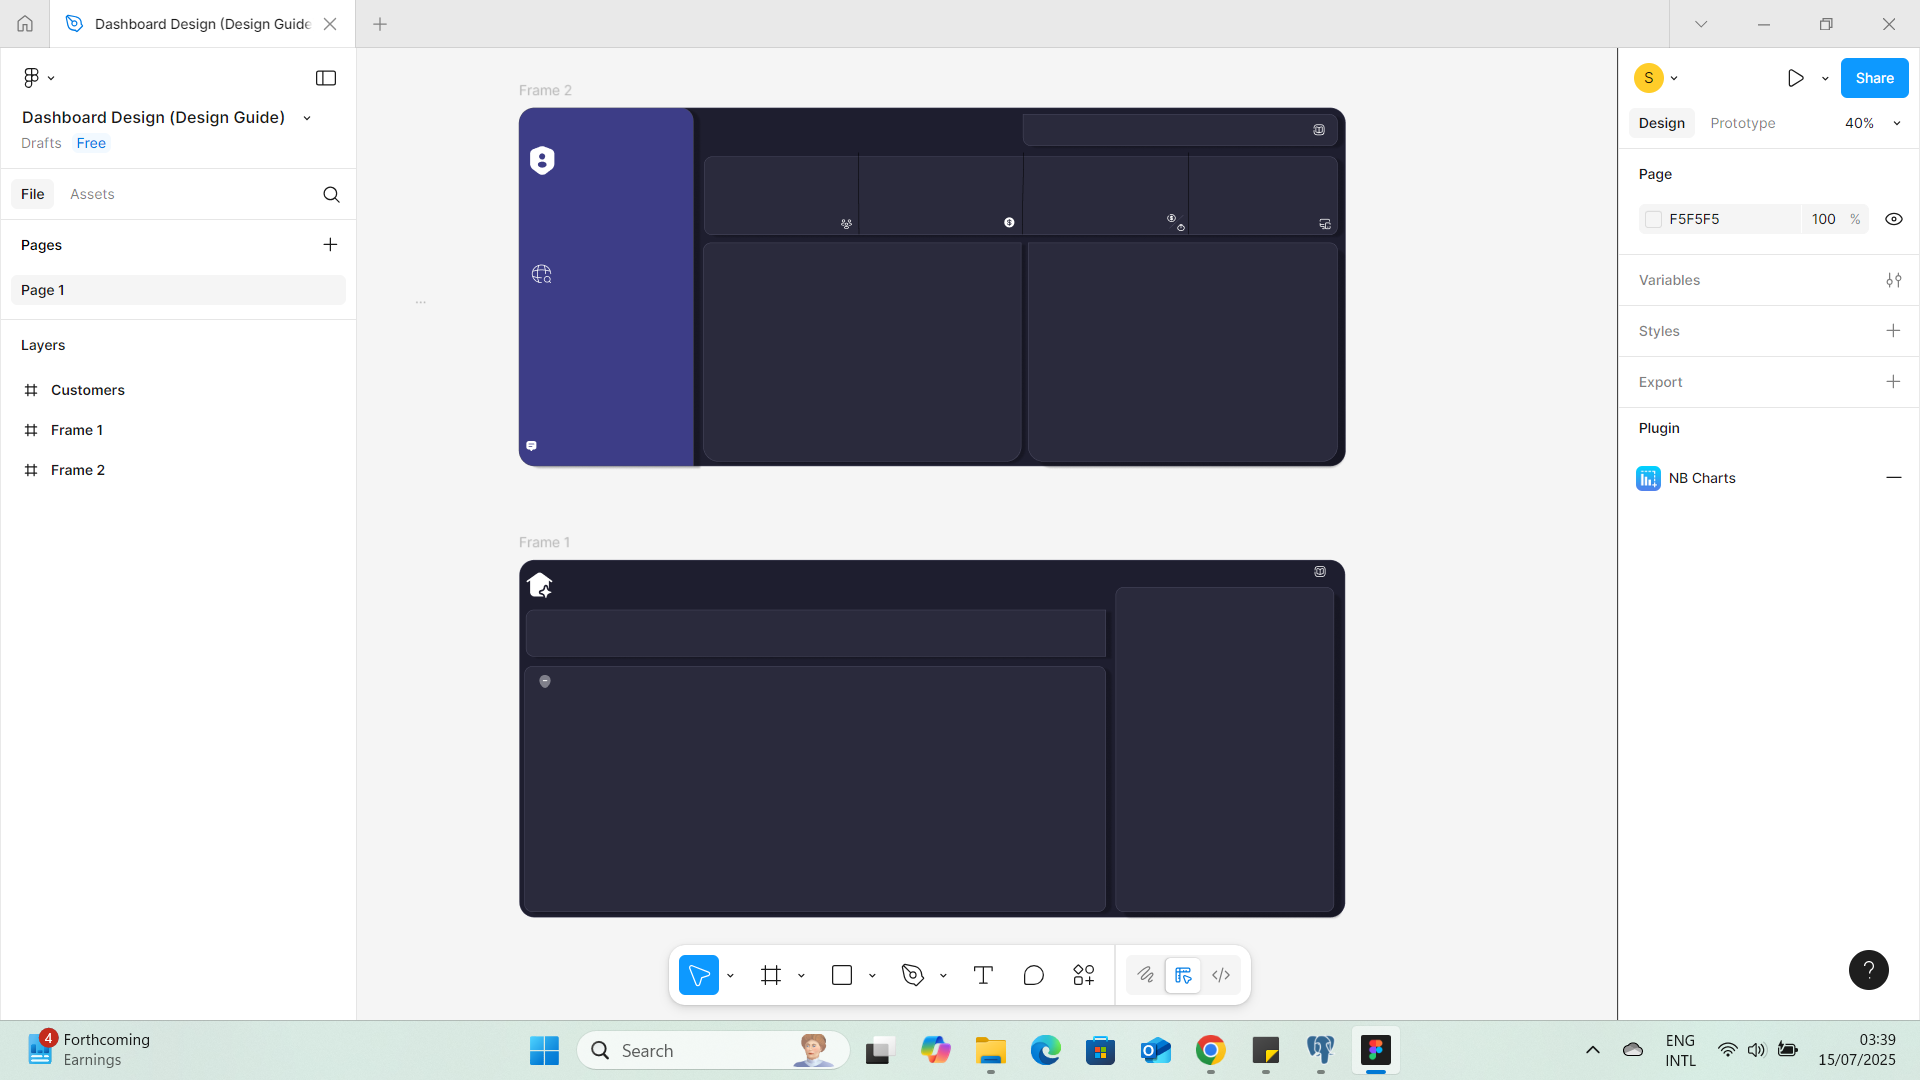 Dashboard Design (Design Guide
Dashboard Design (Design Guide)
Drafts Free
File Assets
Pages
Page 1
Layers
Customers
Frame 1
Frame 2
...
Frame 2
Frame 1
S
Share
Design Prototype 40%
Page
F5F5F5 100 %
Variables
Styles
Export
Plugin
NB Charts
?
4
Forthcoming
Earnings
Search
ENG
INTL
03:39
15/07/2025